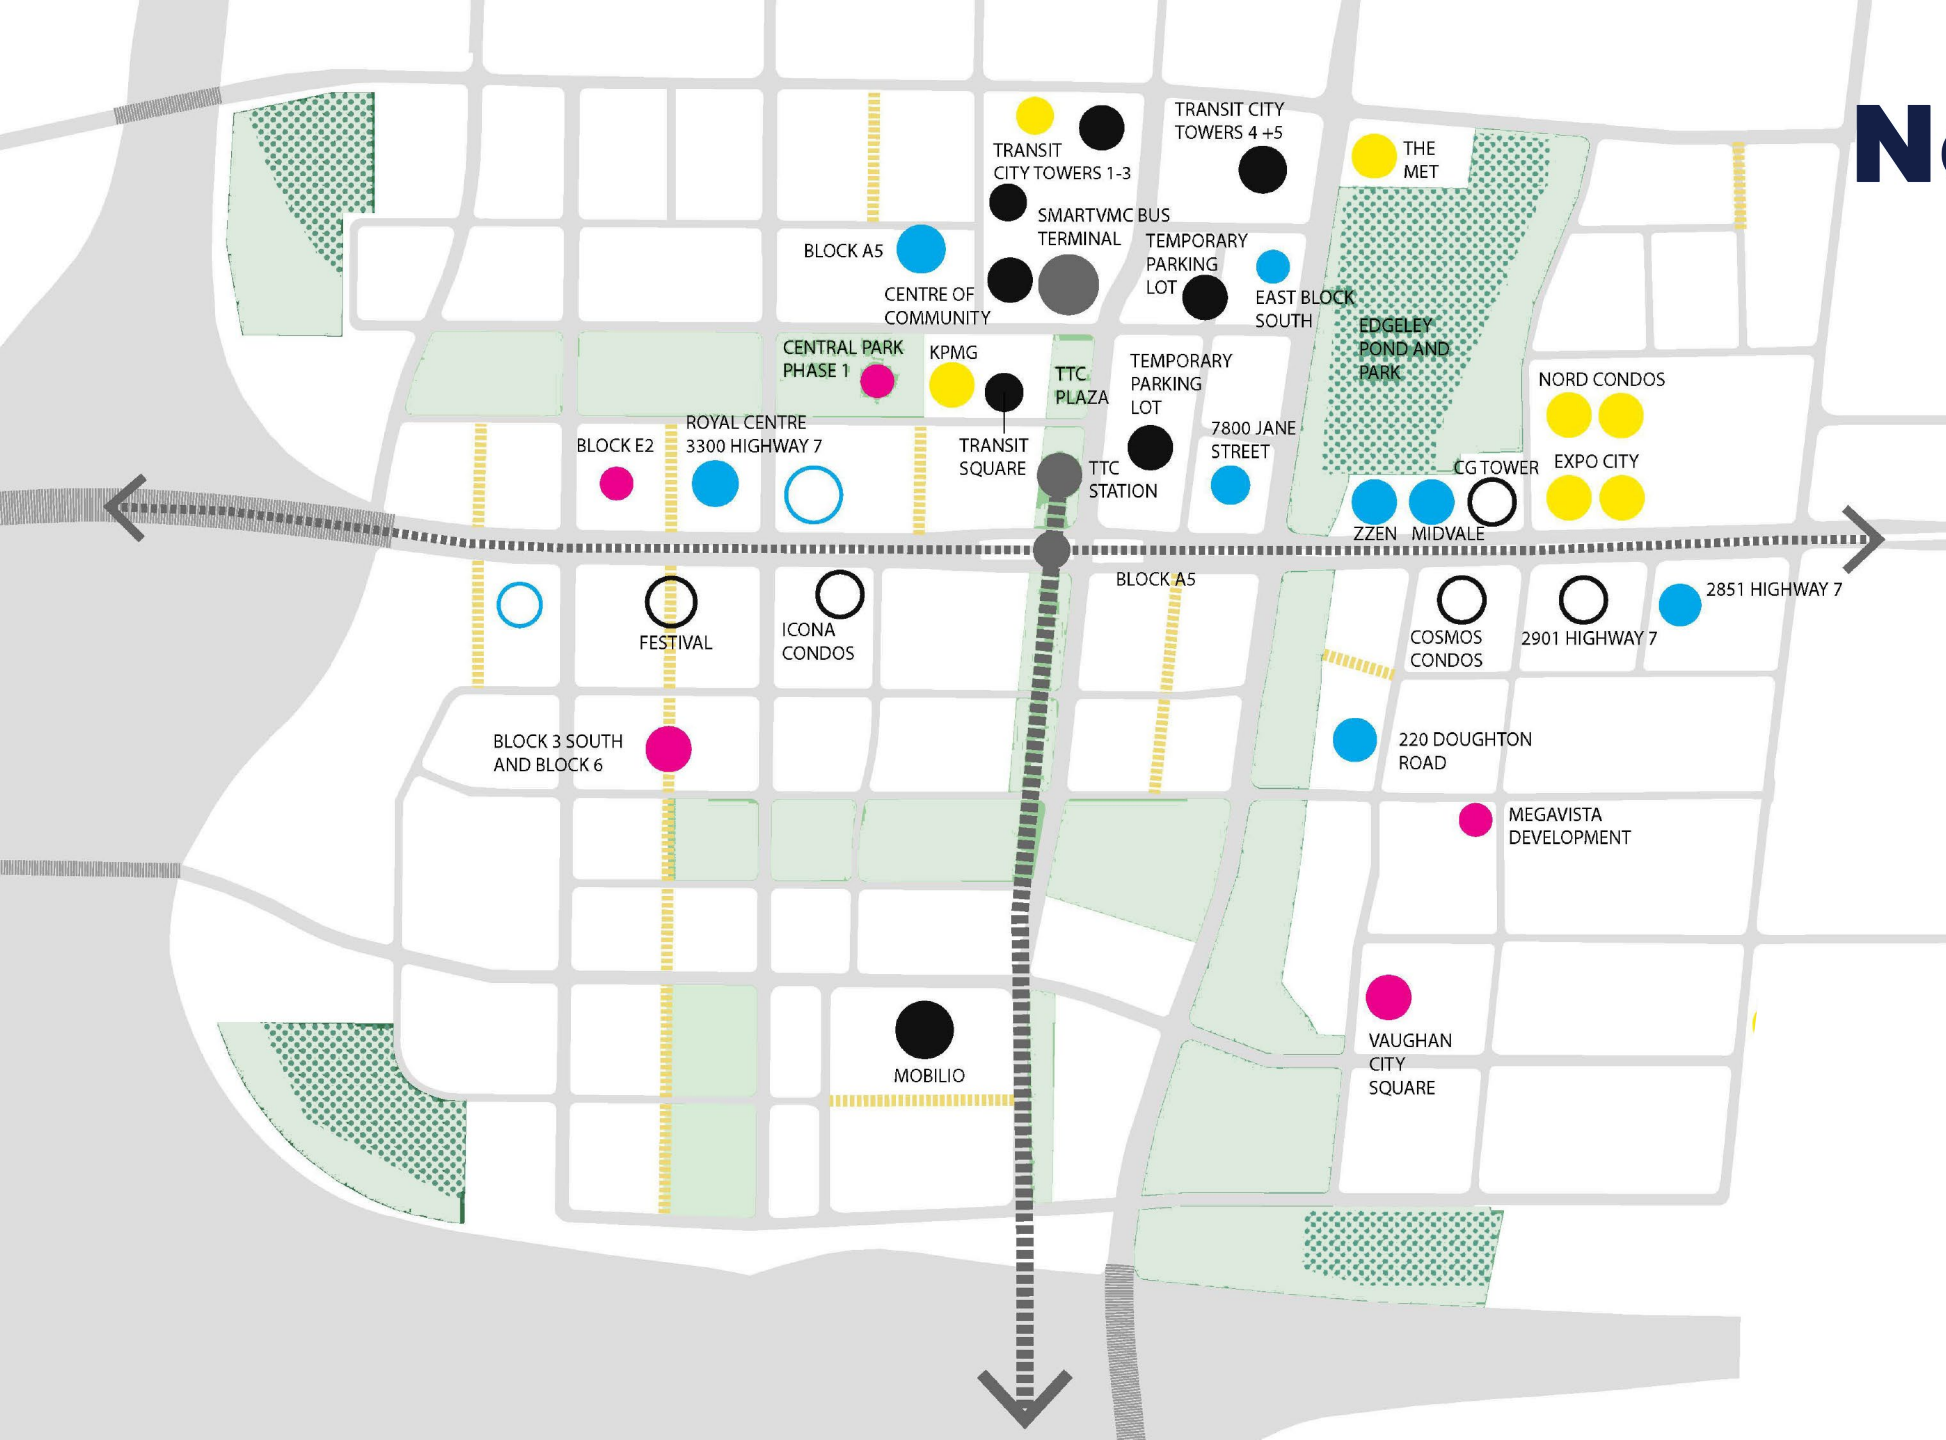 TRANSIT CITY
TOWERS 4 +5
TRANSIT
CITY TOWERS 1-3
THE
MET
SMARTVMC BUS
TERMINAL
BLOCK A5
TEMPORARY
PARKING
LOT
CENTRE OF
COMMUNITY
EAST BLOCK
SOUTH
EDGELEY
POND AND
PARK
CENTRAL PARK
PHASE 1
KPMG
TTC
PLAZA
TEMPORARY
PARKING
LOT
NORD CONDOS
ROYAL CENTRE
3300 HIGHWAY 7
BLOCK E2
TRANSIT
SQUARE
7800 JANE
STREET
TTC
STATION
CG TOWER
EXPO CITY
ZZEN
MIDVALE
BLOCK A5
2851 HIGHWAY 7
FESTIVAL
ICONA
CONDOS
COSMOS
CONDOS
2901 HIGHWAY 7
BLOCK 3 SOUTH
AND BLOCK 6
220 DOUGHTON
ROAD
MEGAVISTA
DEVELOPMENT
VAUGHAN
CITY
SQUARE
MOBILIO